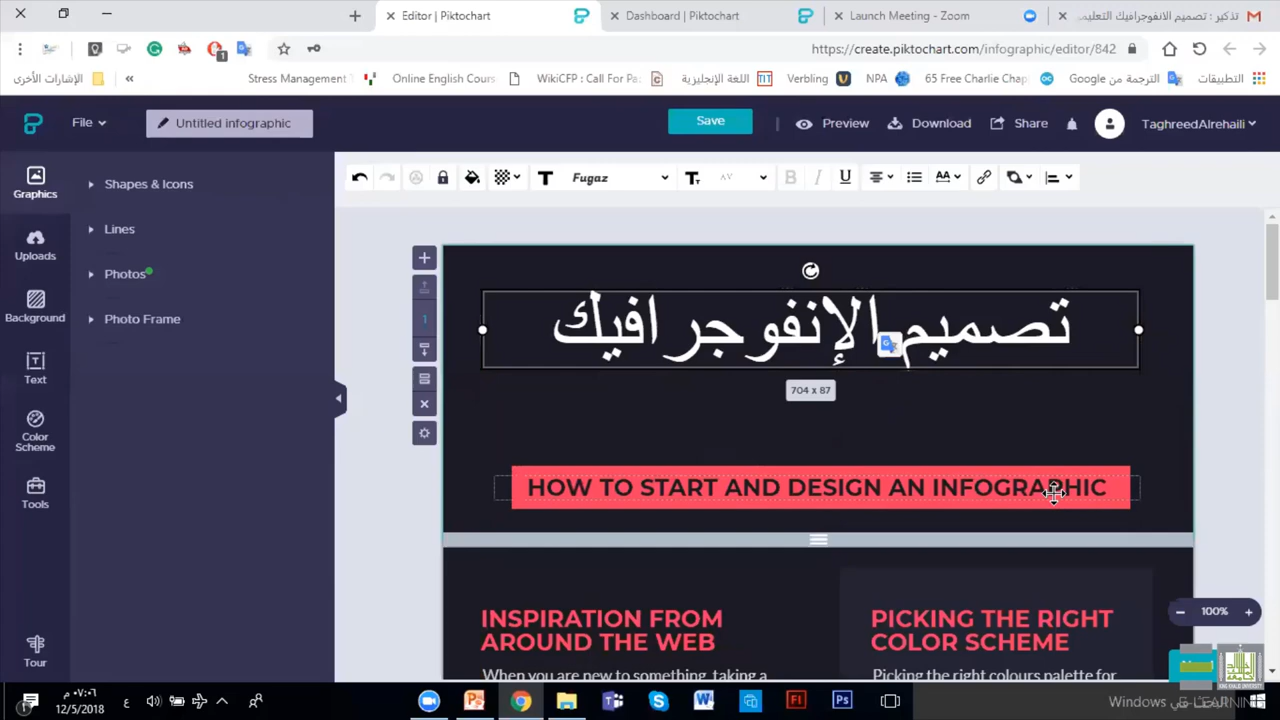 Editor | Piktochart
Dashboard | Piktochart
Launch Meeting - Zoom
تذكير : تصميم الانفوجرافيك التعليمي
https://create.piktochart.com/infographic/editor/842
الإشارات الأخرى
Stress Management
Online English Cours
WikiCFP : Call For Pa
اللغة الإنجليزية
Verbling
NPA
65 Free Charlie Chap
الترجمة من Google
التطبيقات
File
Untitled infographic
Save
Preview
Download
Share
TaghreedAlrehaili
Graphics
Shapes & Icons
Fugaz
Lines
Uploads
Photos
Background
Photo Frame
Text
Color
Scheme
Tools
Tour
1
تصميم الإنفوجرافيك
704 x 87
HOW TO START AND DESIGN AN INFOGRAPHIC
INSPIRATION FROM
AROUND THE WEB
When you are new to something, taking a
PICKING THE RIGHT
COLOR SCHEME
Picking the right colours palette for
100%
٠٧:٠٦ م
12/5/2018
ع
Windows